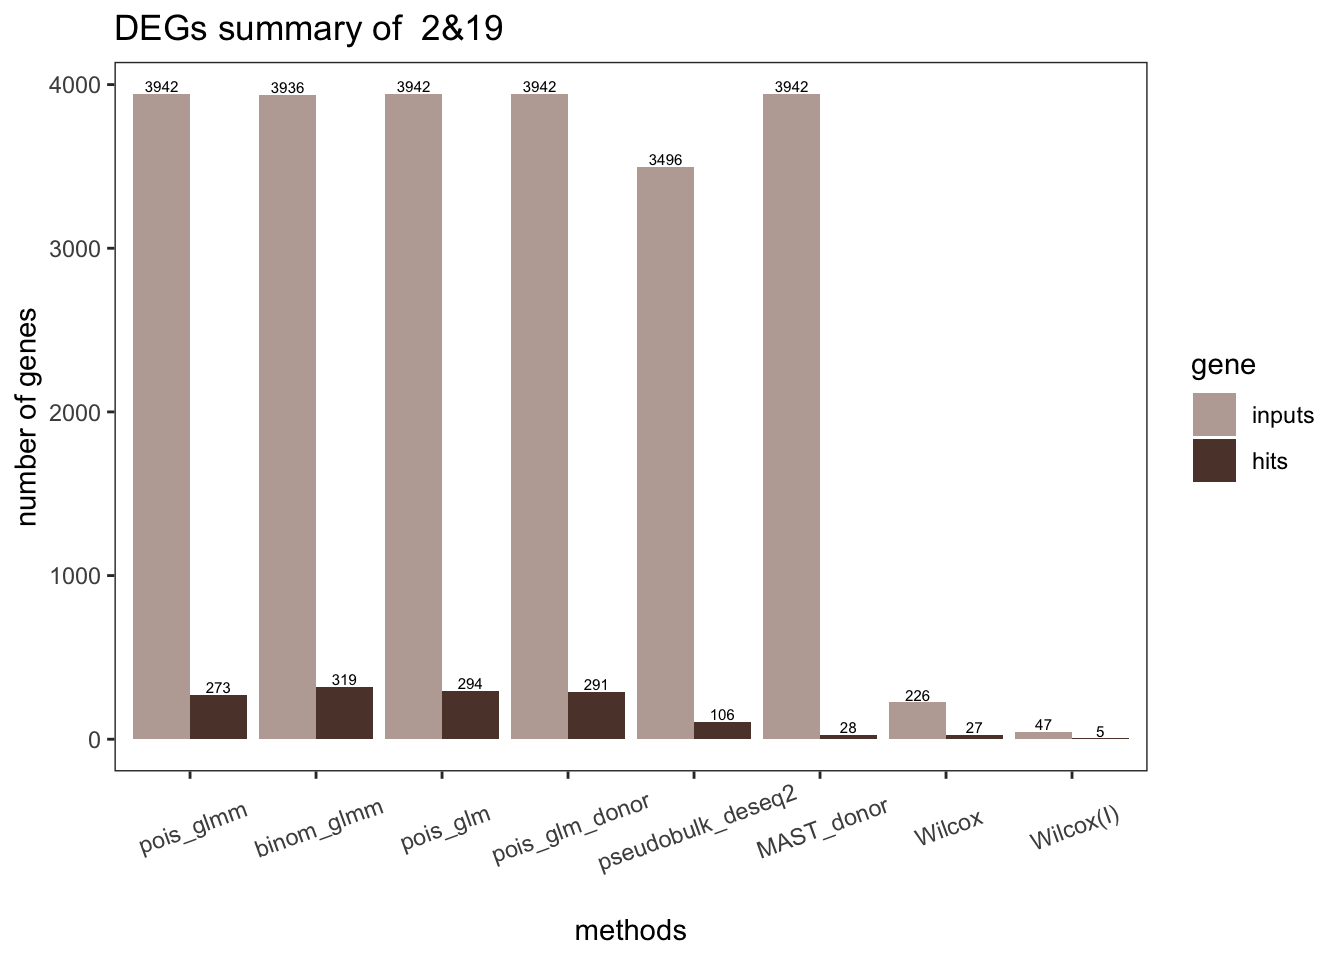 DEGs summary of  2&19
number of genes
4000
3000
2000
1000
0
3942
3936
3942
3942
3496
3942
226
47
273
319
294
291
106
28
27
5
pois_glmm
binom_glmm
pois_glm
pois_glm_donor
pseudobulk_deseq2
MAST_donor
Wilcox
Wilcox(l)
methods
gene
inputs
hits